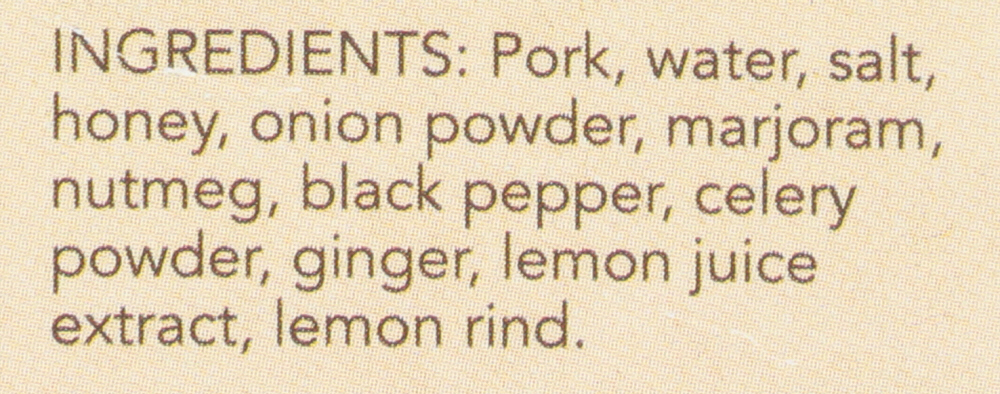 INGREDIENTS: Pork, water, salt,
honey, onion powder, marjoram,
nutmeg, black pepper, celery
powder, ginger, lemon juice
extract, lemon rind.